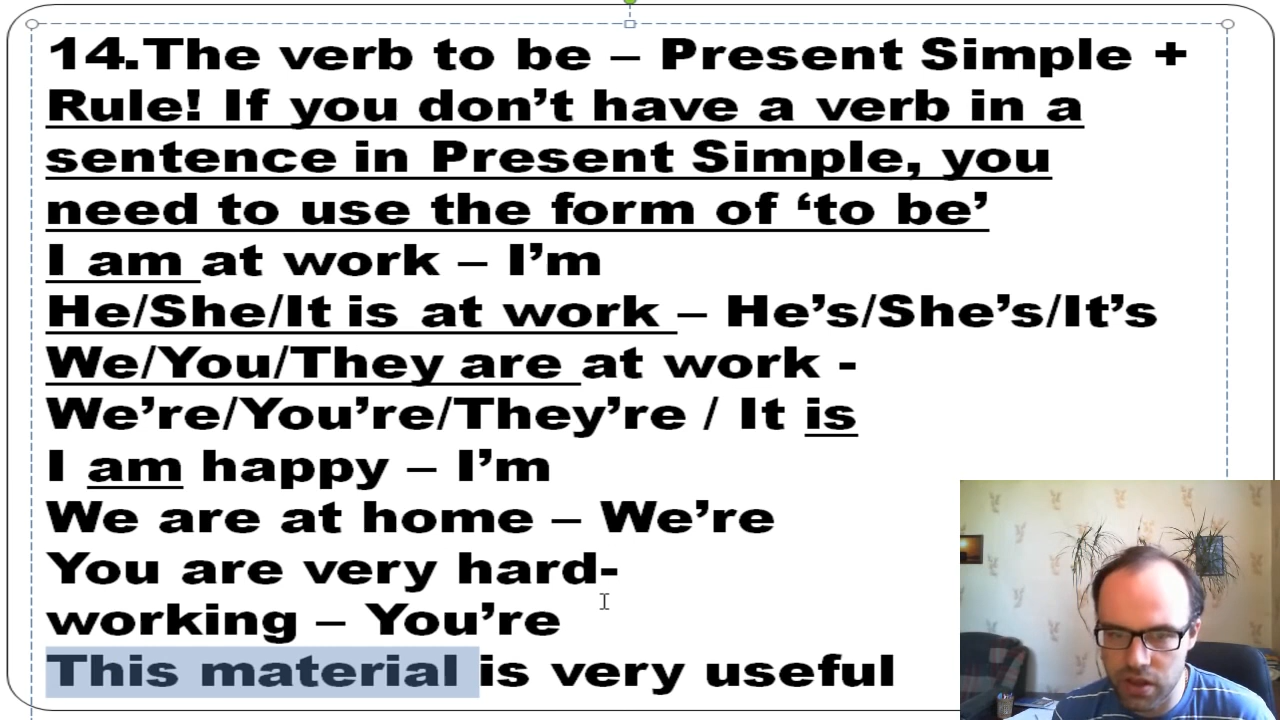 14.The verb to be – Present Simple +
Rule! If you don’t have a verb in a
sentence in Present Simple, you
need to use the form of ‘to be’
I am at work – I’m
He/She/It is at work – He’s/She’s/It’s
We/You/They are at work -
We’re/You’re/They’re / It is
I am happy – I’m
We are at home – We’re
You are very hard-
working – You’re
This material is very useful